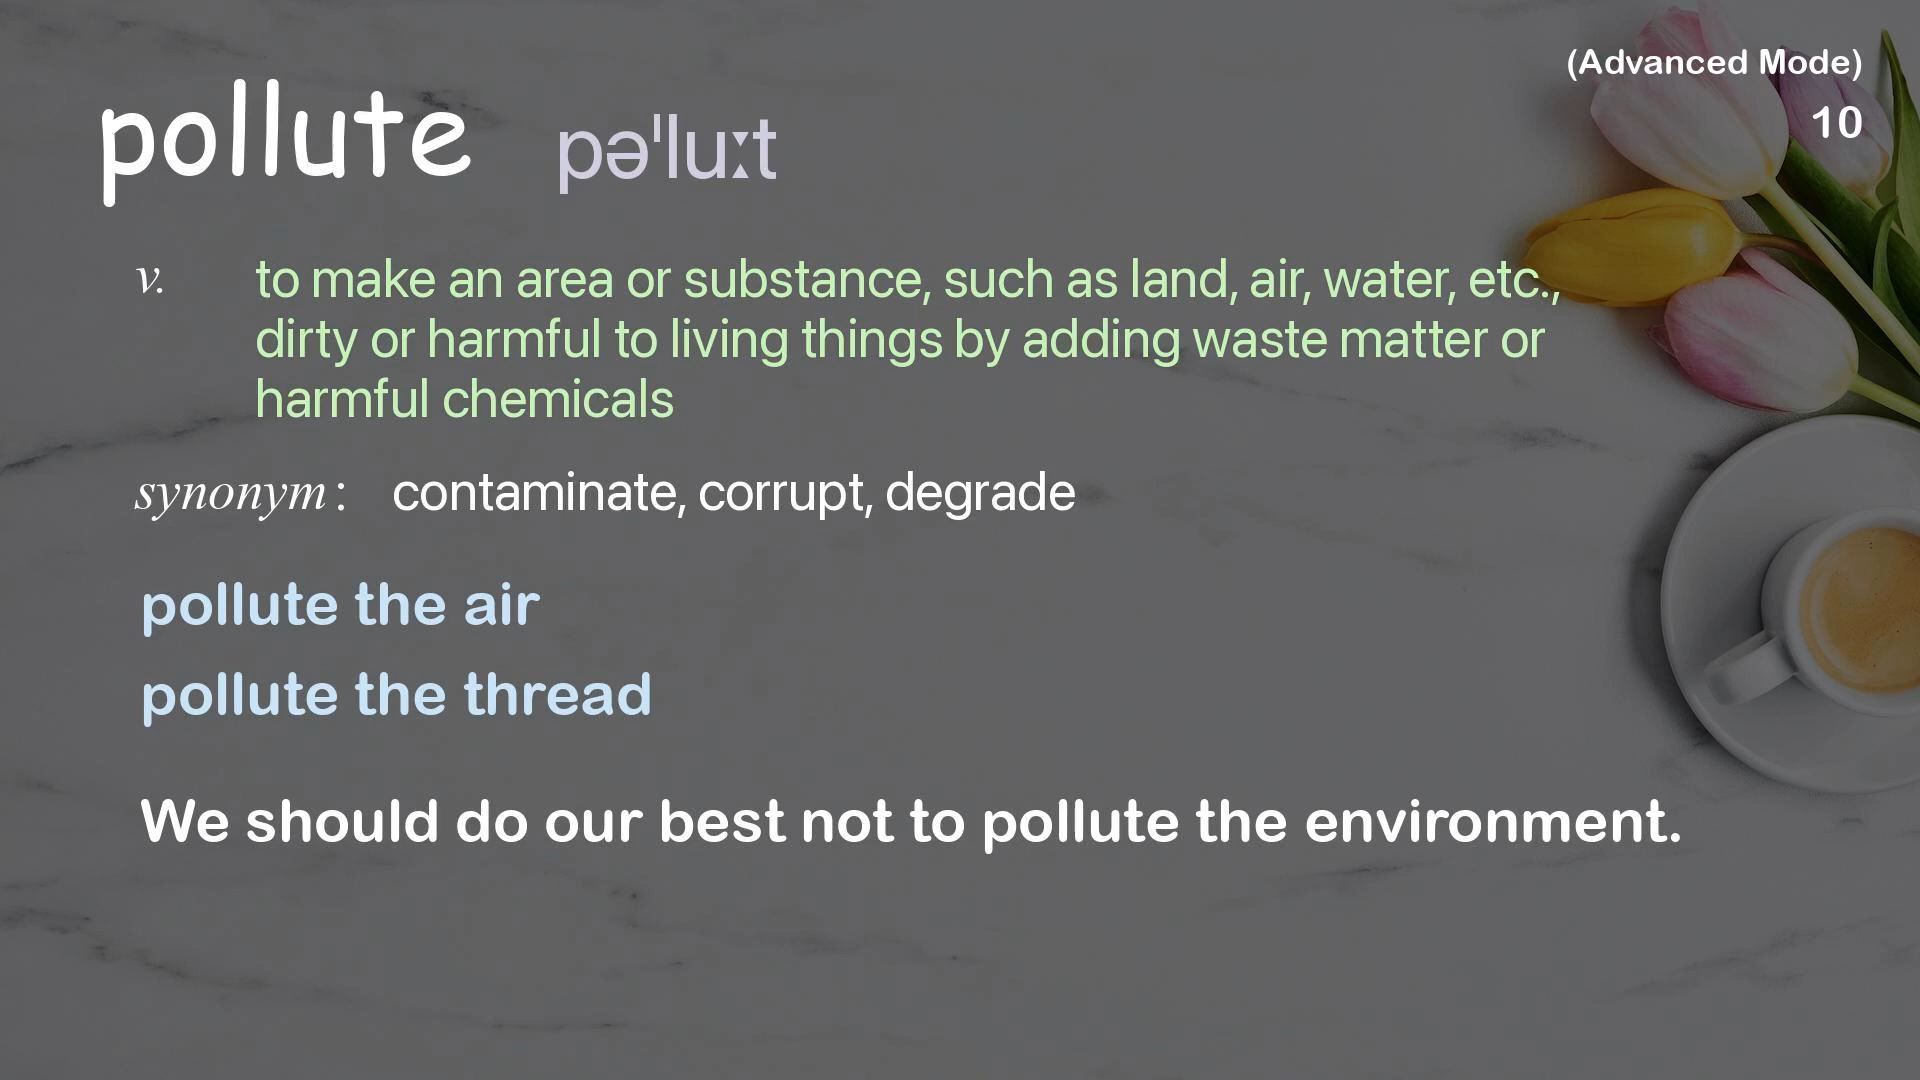 (Advanced Mode)
10
pollute pəˈluːt
v. to make an area or substance, such as land, air, water, etc.,
dirty or harmful to living things by adding waste matter or
harmful chemicals
synonym : contaminate, corrupt, degrade
pollute the air
pollute the thread
We should do our best not to pollute the environment.